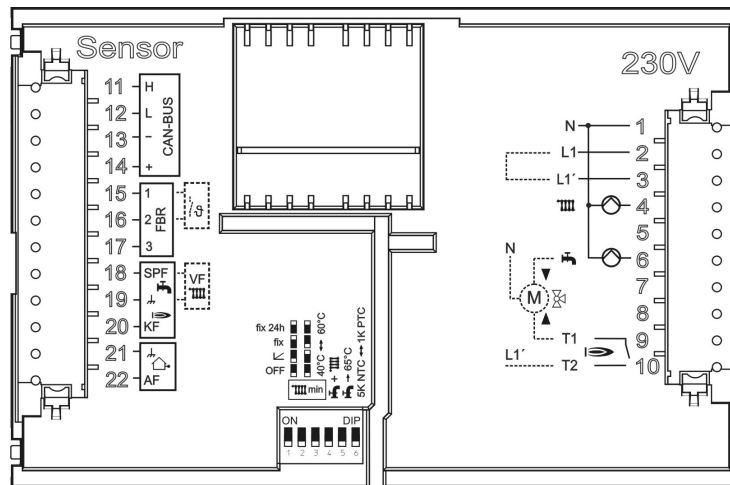 Sensor
230V
11 H
12 L
13 −
14 +
CAN-BUS
15 1
16 2
17 3
FBR
18 SPF
19
20 KF
VF
21
22 AF
fix 24h
fix
OFF
min
40°C ↔ 60°C
+
→ 65°C
5K NTC ↔ 1K PTC
ON DIP
1 2 3 4 5 6
N 1
L1 2
L1´ 3
4
5
6
7
8
N
M
T1 9
L1´ T2 10